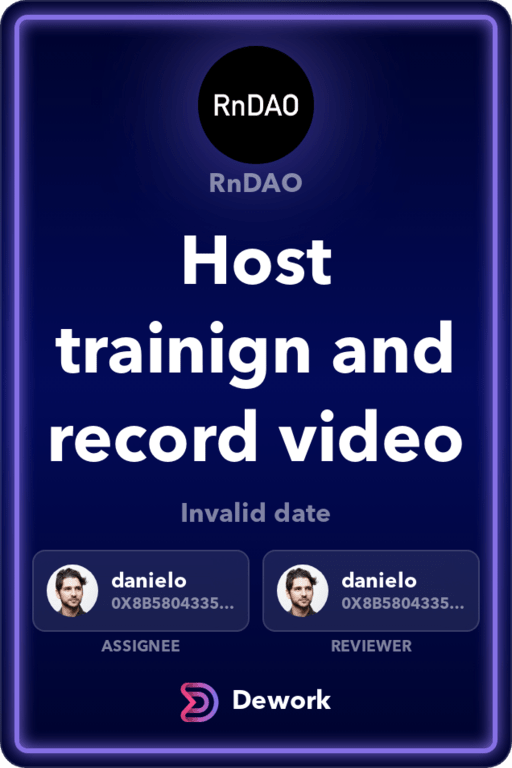 RnDAO
RnDAO
Host
trainign and
record video
Invalid date
danielo
0X8B5804335...
danielo
0X8B5804335...
ASSIGNEE
REVIEWER
Dework